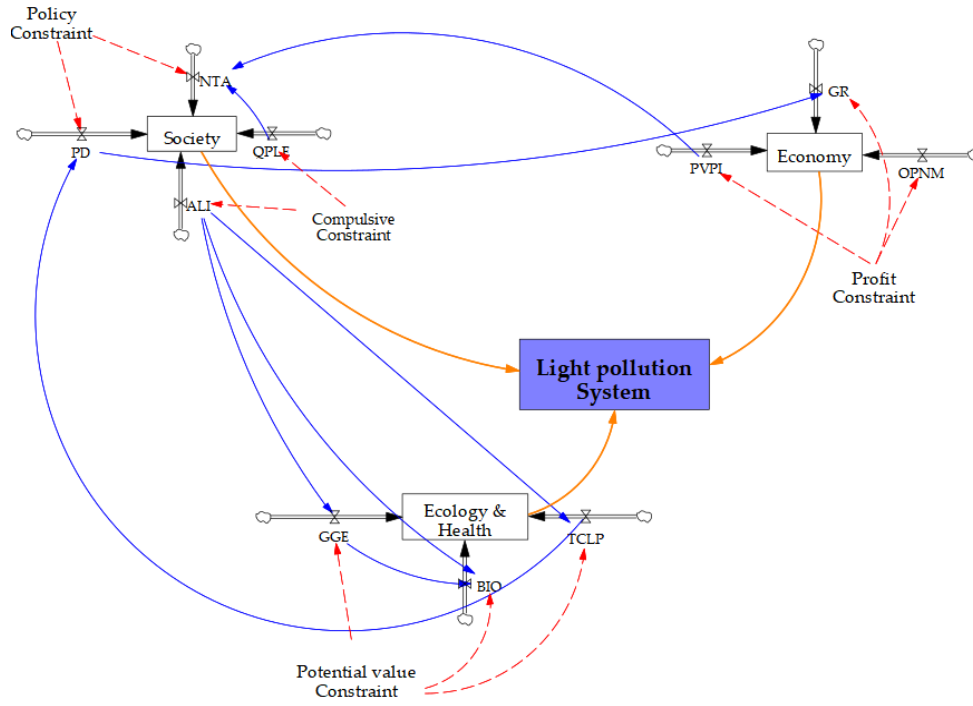 Policy
Constraint
NTA
GR
Society
PD
QPLF
Economy
PVPI
OPNM
ALI
Compulsive
Constraint
Profit
Constraint
Light pollution
System
Ecology &
Health
GGE
TCLP
BIO
Potential value
Constraint